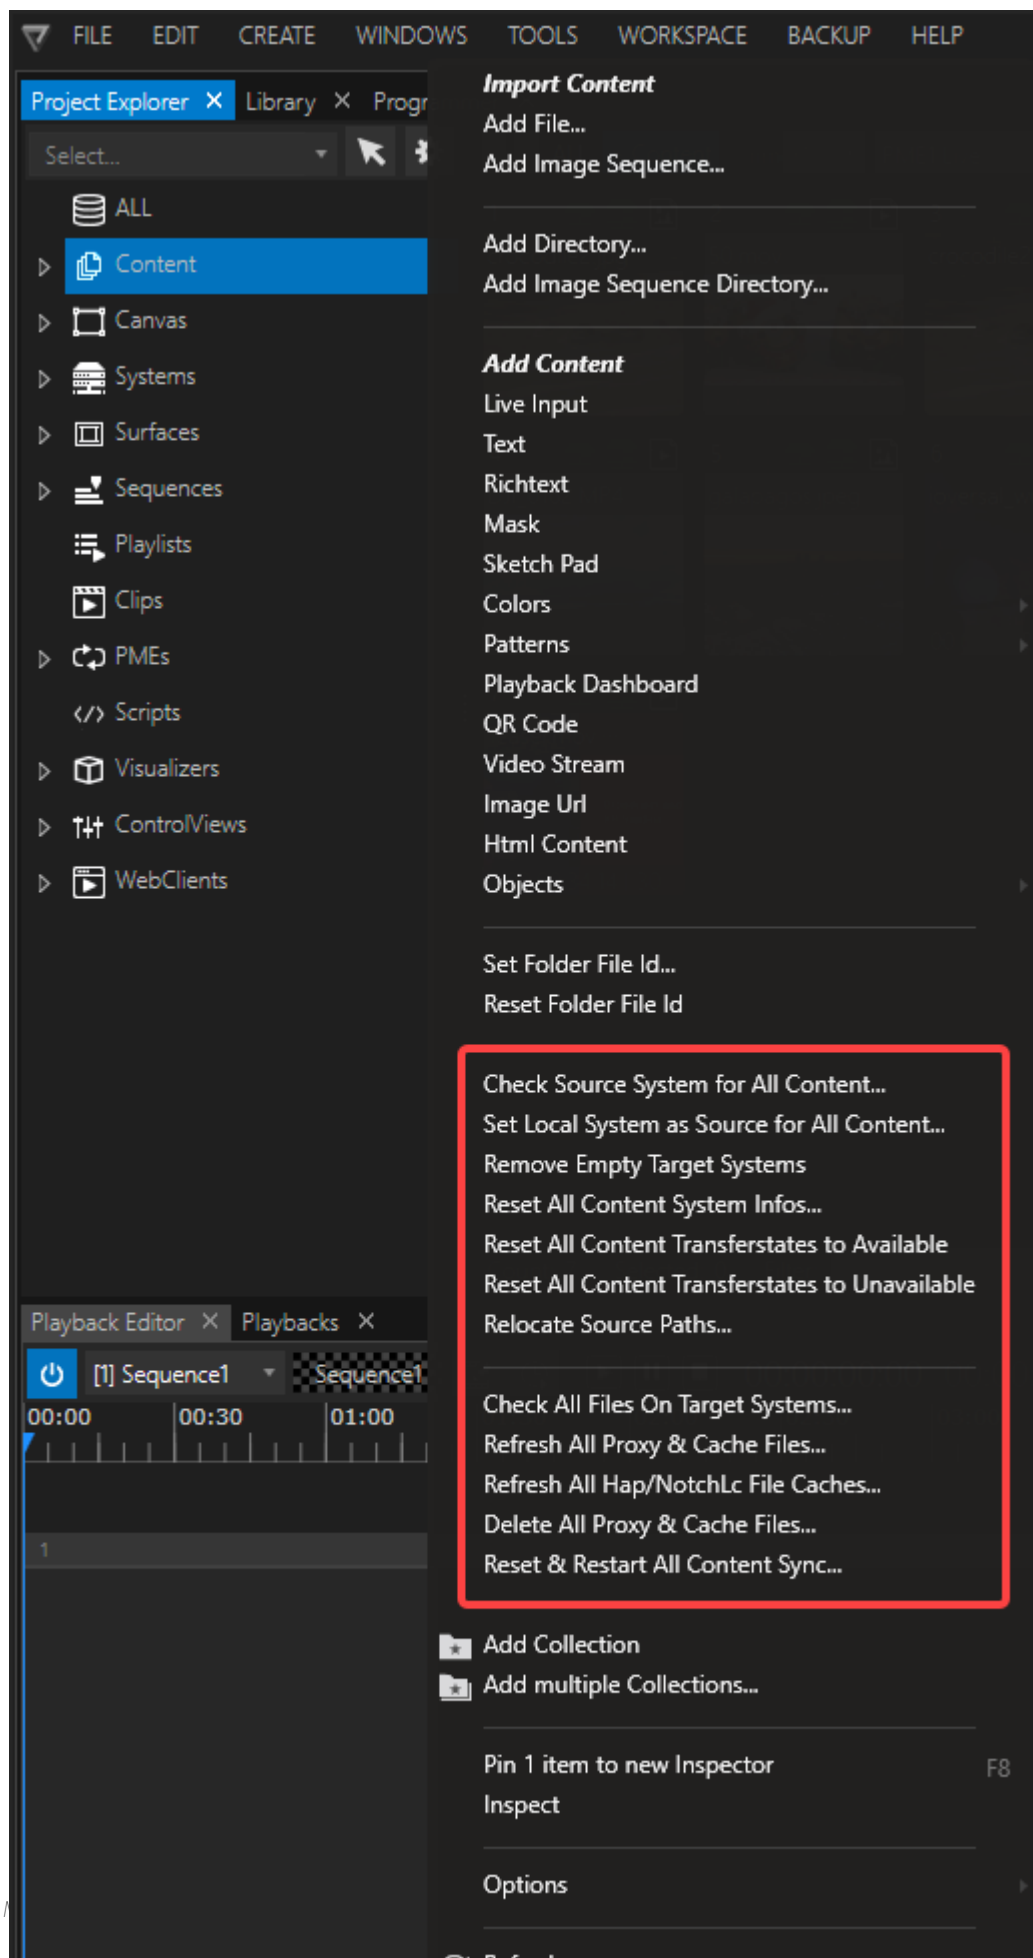 FILE EDIT CREATE WINDOWS TOOLS WORKSPACE BACKUP HELP
Project Explorer Library Progr
Select...
ALL
Content
Canvas
Systems
Surfaces
Sequences
Playlists
Clips
PMEs
Scripts
Visualizers
ControlViews
WebClients
Import Content
Add File...
Add Image Sequence...
Add Directory...
Add Image Sequence Directory...
Add Content
Live Input
Text
Richtext
Mask
Sketch Pad
Colors
Patterns
Playback Dashboard
QR Code
Video Stream
Image Url
Html Content
Objects
Set Folder File Id...
Reset Folder File Id
Check Source System for All Content...
Set Local System as Source for All Content...
Remove Empty Target Systems
Reset All Content System Infos...
Reset All Content Transferstates to Available
Reset All Content Transferstates to Unavailable
Relocate Source Paths...
Check All Files On Target Systems...
Refresh All Proxy & Cache Files...
Refresh All Hap/NotchLc File Caches...
Delete All Proxy & Cache Files...
Reset & Restart All Content Sync...
Add Collection
Add multiple Collections...
Pin 1 item to new Inspector F8
Inspect
Options
Playback Editor Playbacks
[1] Sequence1 Sequence1
00:00 00:30 01:00
1